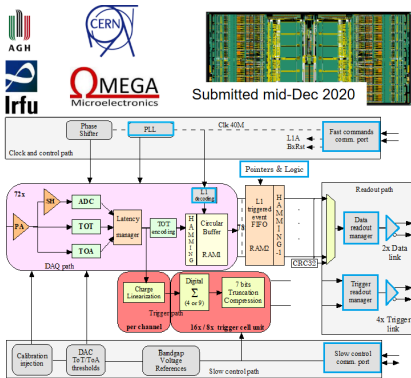 AGH
CERN
Irfu
OMEGA
Microelectronics
Submitted mid-Dec 2020
Phase
Shifter
PLL
Clk 40M
L1A
BxRst
Fast commands
comm. port
Clock and control path
Pointers & Logic
Readout path
72x
SH
ADC
PA
TOT
TOA
Latency
manager
TOT
encoding
L1
decoding
HAMMING
Circular
Buffer
RAM1
78
L1
triggered
event
FIFO
RAM2
HAMMING-1
CRC32
Data
readout
manager
2x Data
link
DAQ path
Charge
Linearization
Digital
Σ
(4 or 9)
7 bits
Truncation
Compression
Triggerpath
per channel
16x / 8x trigger cell unit
Trigger
readout
manager
4x Trigger
link
Calibration
injection
DAC
ToT/ToA
thresholds
Bandgap
Voltage
References
Slow control path
Slow control
comm. port